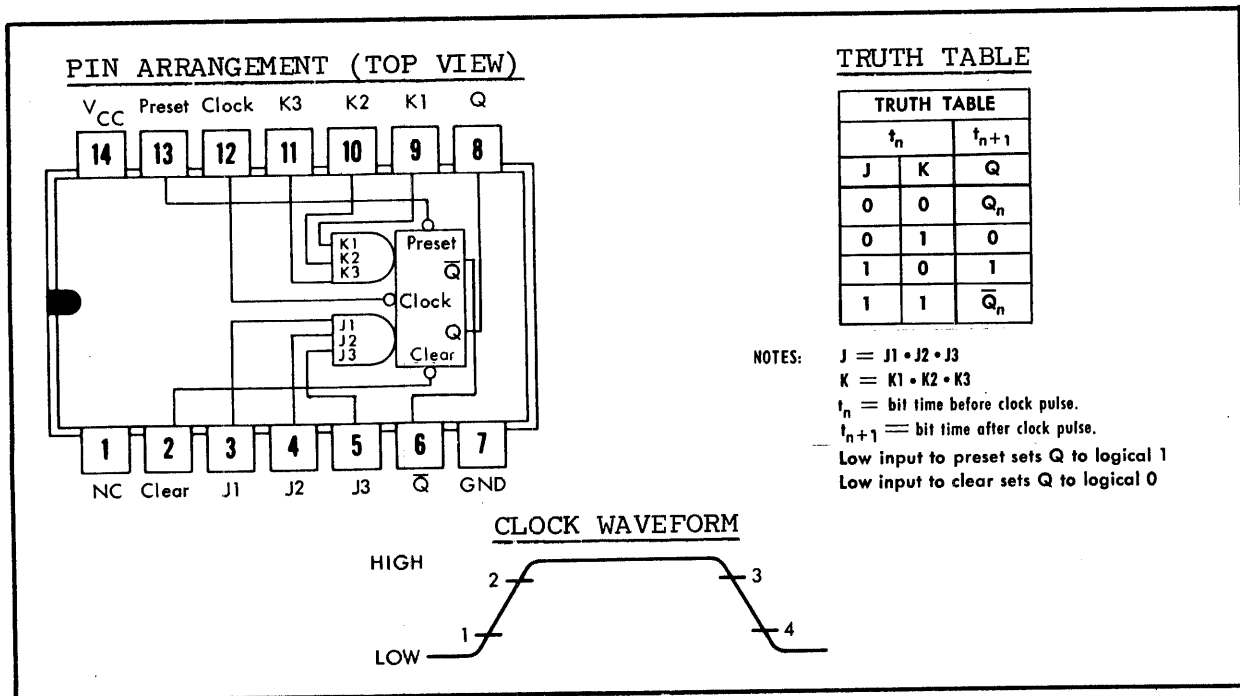 PIN ARRANGEMENT (TOP VIEW)
VCC Preset Clock K3 K2 K1 Q
14 13 12 11 10 9 8
K1
K2
K3
Preset
Q̅
Clock
J1
J2
J3
Q
Clear
1 2 3 4 5 6 7
NC Clear J1 J2 J3 Q̅ GND
TRUTH TABLE
TRUTH TABLE
tn tn+1
J K Q
0 0 Qn
0 1 0
1 0 1
1 1 Q̅n
NOTES: J = J1 • J2 • J3
K = K1 • K2 • K3
tn = bit time before clock pulse.
tn+1 = bit time after clock pulse.
Low input to preset sets Q to logical 1
Low input to clear sets Q to logical 0
CLOCK WAVEFORM
HIGH
2 3
1 4
LOW